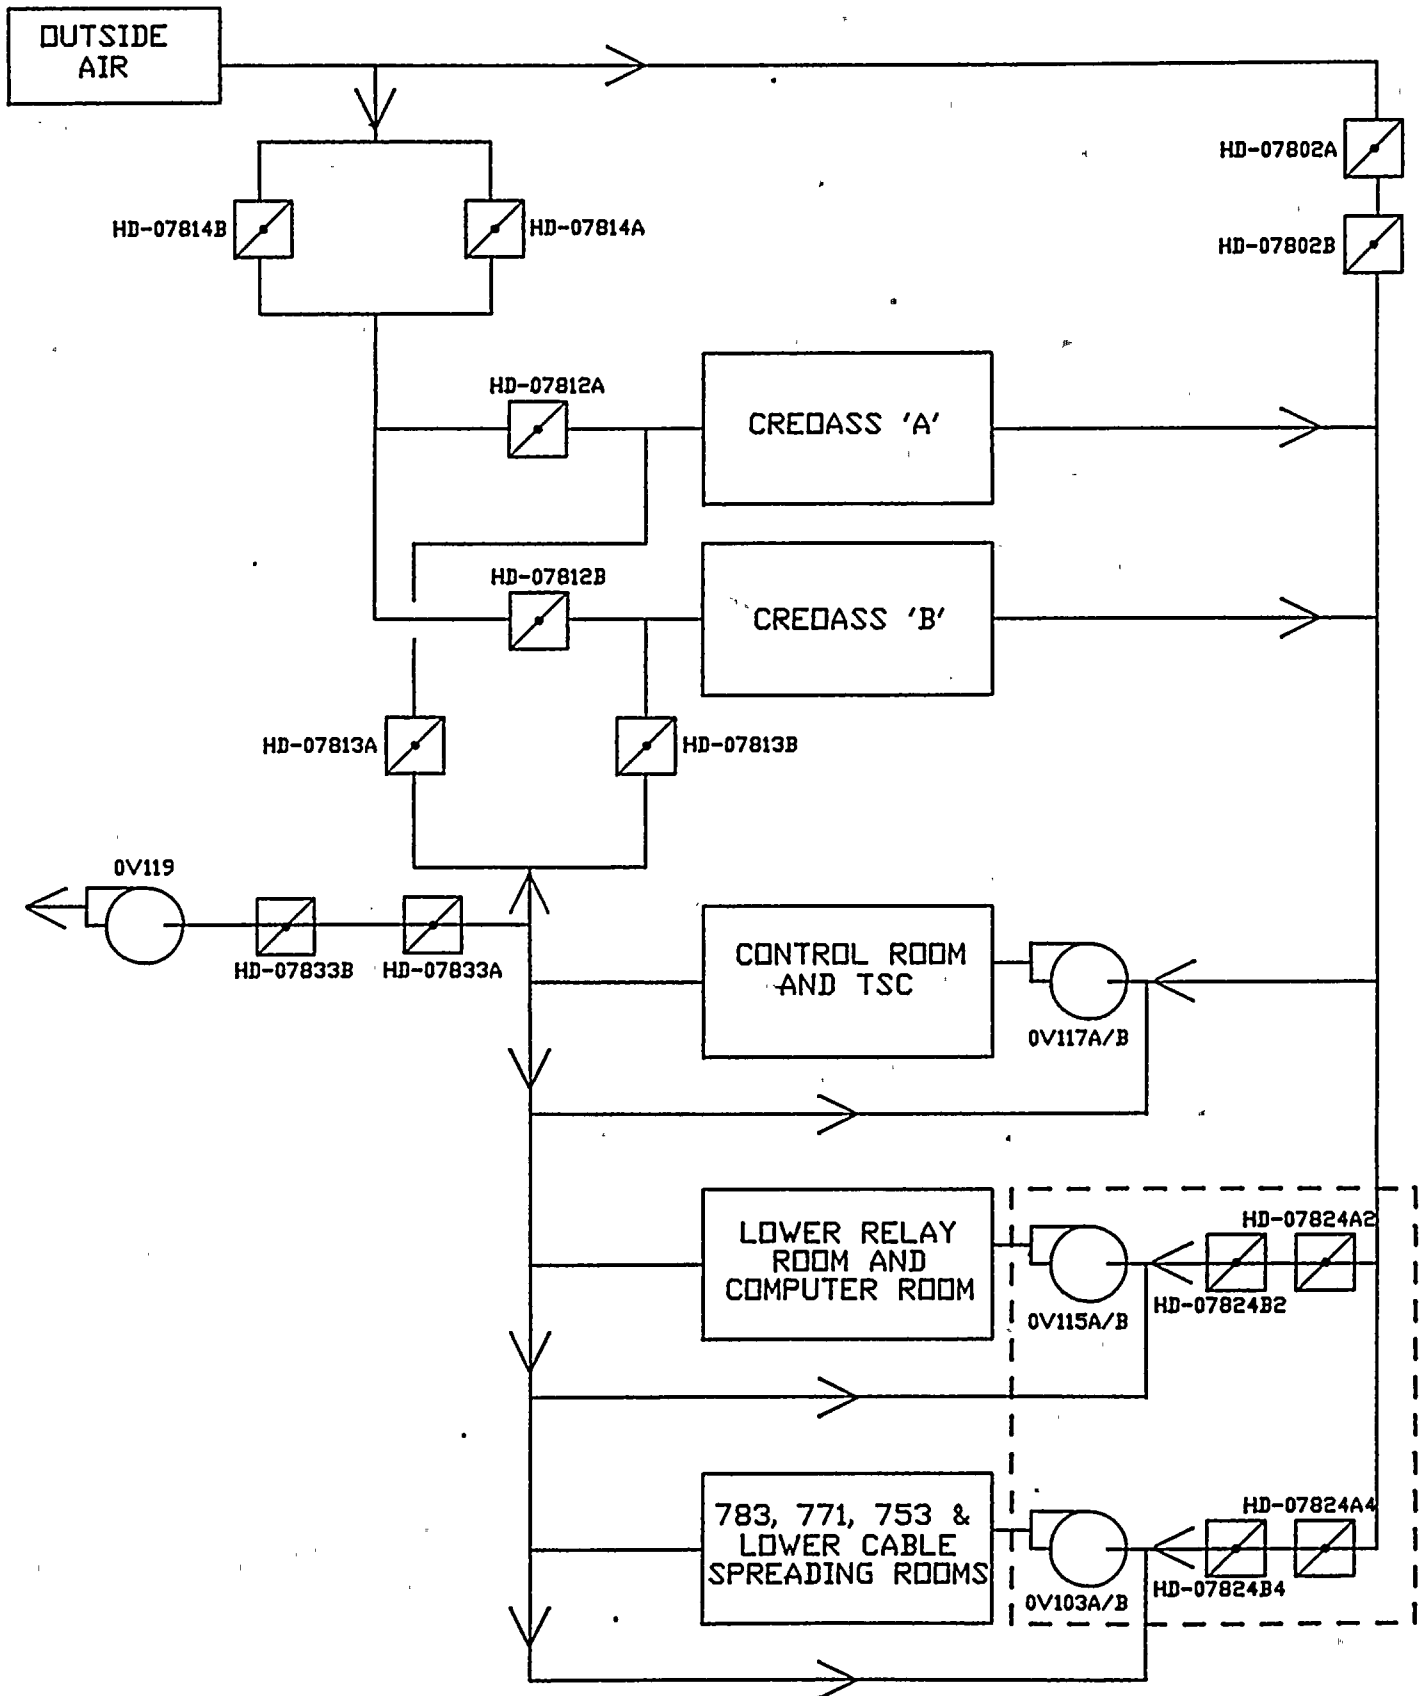 OUTSIDE
AIR
HD-07802A
HD-07814B
HD-07814A
HD-07802B
HD-07812A
CREOASS 'A'
HD-07812B
CREOASS 'B'
HD-07813A
HD-07813B
0V119
HD-07833B
HD-07833A
CONTROL ROOM
AND TSC
0V117A/B
LOWER RELAY
ROOM AND
COMPUTER ROOM
HD-07824A2
HD-07824B2
0V115A/B
783, 771, 753 &
LOWER CABLE
SPREADING ROOMS
HD-07824A4
HD-07824B4
0V103A/B